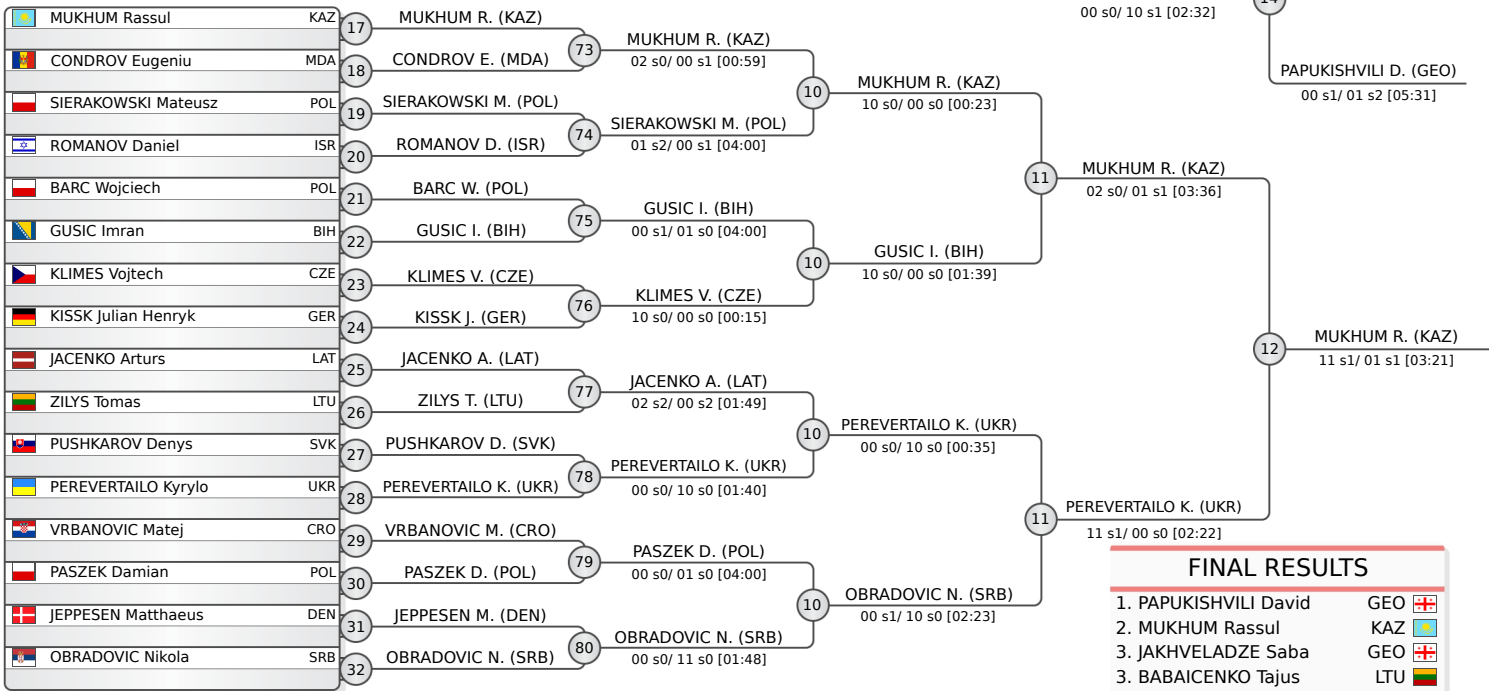 MUKHUM Rassul KAZ
CONDROV Eugeniu MDA
SIERAKOWSKI Mateusz POL
ROMANOV Daniel ISR
BARC Wojciech POL
GUSIC Imran BIH
KLIMES Vojtech CZE
KISSK Julian Henryk GER
JACENKO Arturs LAT
ZILYS Tomas LTU
PUSHKAROV Denys SVK
PEREVERTAILO Kyrylo UKR
VRBANOVIC Matej CRO
PASZEK Damian POL
JEPPESEN Matthaeus DEN
OBRADOVIC Nikola SRB
17
18
19
20
21
22
23
24
25
26
27
28
29
30
31
32
MUKHUM R. (KAZ)
CONDROV E. (MDA)
SIERAKOWSKI M. (POL)
ROMANOV D. (ISR)
BARC W. (POL)
GUSIC I. (BIH)
KLIMES V. (CZE)
KISSK J. (GER)
JACENKO A. (LAT)
ZILYS T. (LTU)
PUSHKAROV D. (SVK)
PEREVERTAILO K. (UKR)
VRBANOVIC M. (CRO)
PASZEK D. (POL)
JEPPESEN M. (DEN)
OBRADOVIC N. (SRB)
73
74
75
76
77
78
79
80
MUKHUM R. (KAZ)
02 s0/ 00 s1 [00:59]
SIERAKOWSKI M. (POL)
01 s2/ 00 s1 [04:00]
GUSIC I. (BIH)
00 s1/ 01 s0 [04:00]
KLIMES V. (CZE)
10 s0/ 00 s0 [00:15]
JACENKO A. (LAT)
02 s2/ 00 s2 [01:49]
PEREVERTAILO K. (UKR)
00 s0/ 10 s0 [01:40]
PASZEK D. (POL)
00 s0/ 01 s0 [04:00]
OBRADOVIC N. (SRB)
00 s0/ 11 s0 [01:48]
10
10
10
10
MUKHUM R. (KAZ)
10 s0/ 00 s0 [00:23]
GUSIC I. (BIH)
10 s0/ 00 s0 [01:39]
PEREVERTAILO K. (UKR)
00 s0/ 10 s0 [00:35]
OBRADOVIC N. (SRB)
00 s1/ 10 s0 [02:23]
11
11
MUKHUM R. (KAZ)
02 s0/ 01 s1 [03:36]
PEREVERTAILO K. (UKR)
11 s1/ 00 s0 [02:22]
12
MUKHUM R. (KAZ)
11 s1/ 01 s1 [03:21]
00 s0/ 10 s1 [02:32]
PAPUKISHVILI D. (GEO)
00 s1/ 01 s2 [05:31]
FINAL RESULTS
1. PAPUKISHVILI David GEO
2. MUKHUM Rassul KAZ
3. JAKHVELADZE Saba GEO
3. BABAICENKO Tajus LTU